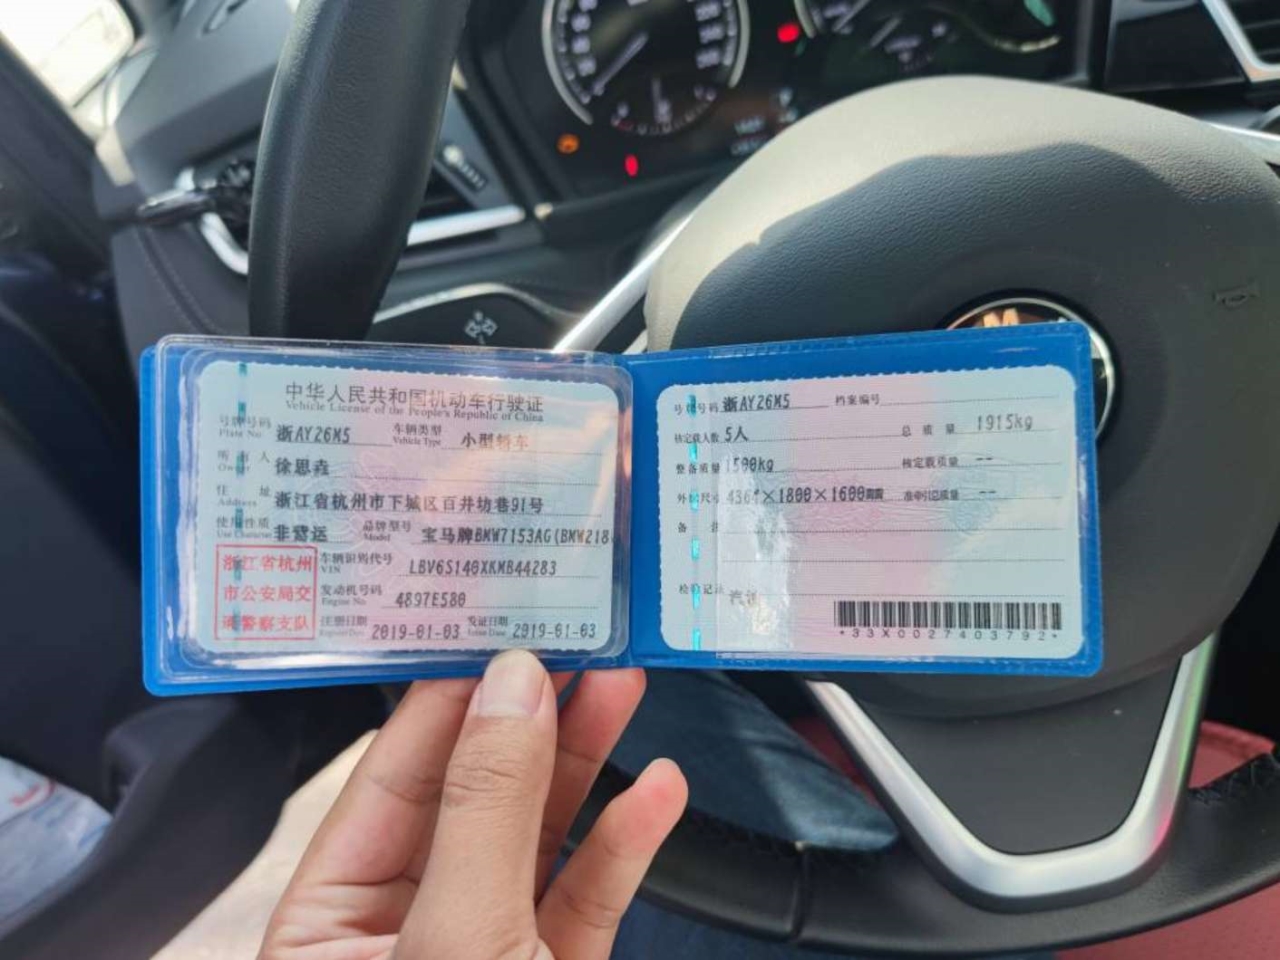 中华人民共和国机动车行驶证
Vehicle License of the People's Republic of China
号牌号码 Plate No. 浙AY26M5 车辆类型 Vehicle Type 小型轿车
所有人 Owner 徐思垚
住址 Address 浙江省杭州市下城区百井坊巷91号
使用性质 Use Character 非营运 品牌型号 Model 宝马牌BMW7153AG(BMW218
浙江省杭州
市公安局交
通警察支队
车辆识别代号 VIN LBV6S140XKMB44283
发动机号码 Engine No. 4897E580
注册日期 Register Date 2019-01-03 发证日期 Issue Date 2019-01-03
号牌号码 浙AY26M5 档案编号
核定载人数 5人 总质量 1915kg
整备质量 1500kg 核定载质量 --
外廓尺寸 ×1800×1600mm 准牵引总质量 --
备注
检验记录 汽油
*33X0027403792*